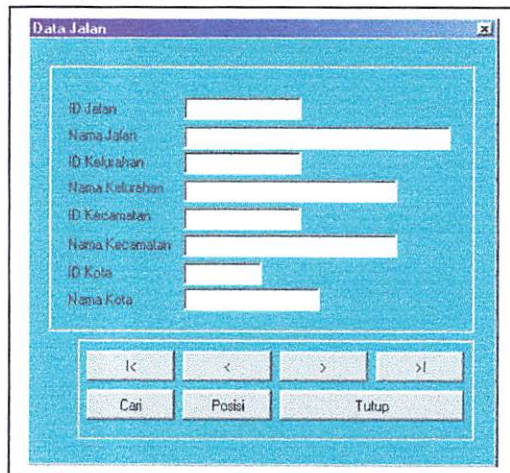 Data Jalan
ID Jalan
Nama Jalan
ID Kelurahan
Nama Kelurahan
ID Kecamatan
Nama Kecamatan
ID Kota
Nama Kota
|< < > >|
Cari Posisi Tutup